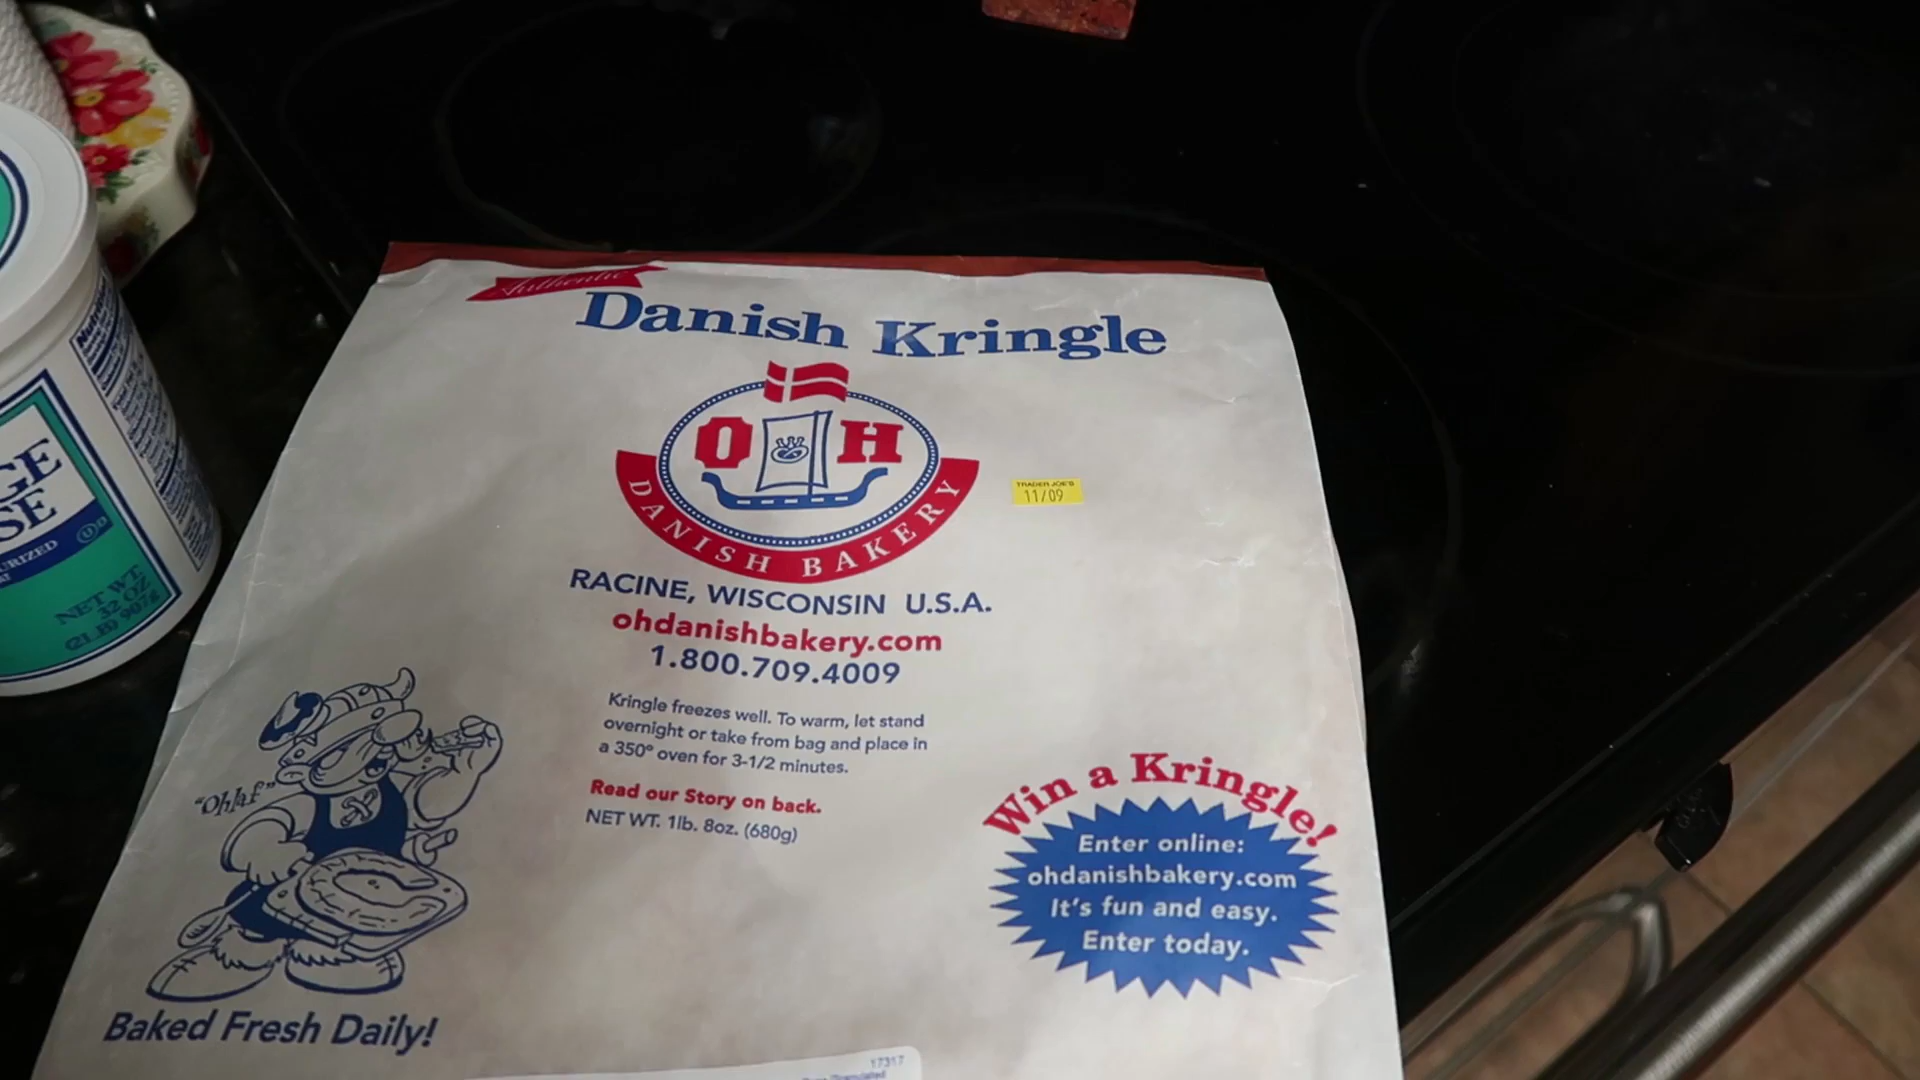 Authentic
Danish Kringle
O H
DANISH BAKERY
TRADER JOE'S
11/09
RACINE, WISCONSIN U.S.A.
ohdanishbakery.com
1.800.709.4009
Kringle freezes well. To warm, let stand
overnight or take from bag and place in
a 350° oven for 3-1/2 minutes.
Read our Story on back.
NET WT. 1lb. 8oz. (680g)
"Ohlaf"
Baked Fresh Daily!
Win a Kringle!
Enter online:
ohdanishbakery.com
It's fun and easy.
Enter today.
17317
GE
SE
URIZED
NET WT.
32 OZ
(2LB) 907g